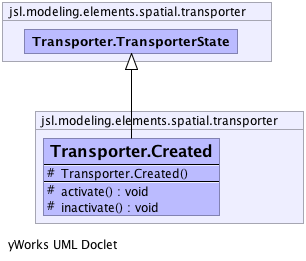 jsl.modeling.elements.spatial.transporter
Transporter.TransporterState
jsl.modeling.elements.spatial.transporter
Transporter.Created
# Transporter.Created()
# activate() : void
# inactivate() : void
yWorks UML Doclet